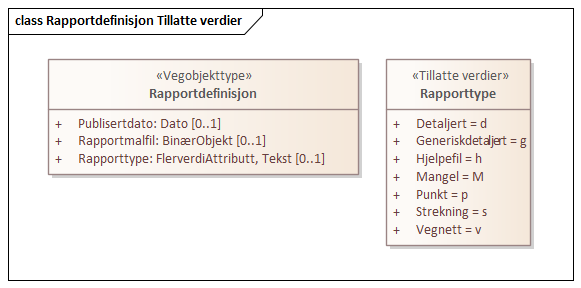 class Rapportdefinisjon Tillatte verdier
«Vegobjekttype»
Rapportdefinisjon
+ Publisertdato: Dato [0..1]
+ Rapportmalfil: BinærObjekt [0..1]
+ Rapporttype: FlerverdiAttributt, Tekst [0..1]
«Tillatte verdier»
Rapporttype
+ Detaljert = d
+ Generiskdetaljert = g
+ Hjelpefil = h
+ Mangel = M
+ Punkt = p
+ Strekning = s
+ Vegnett = v